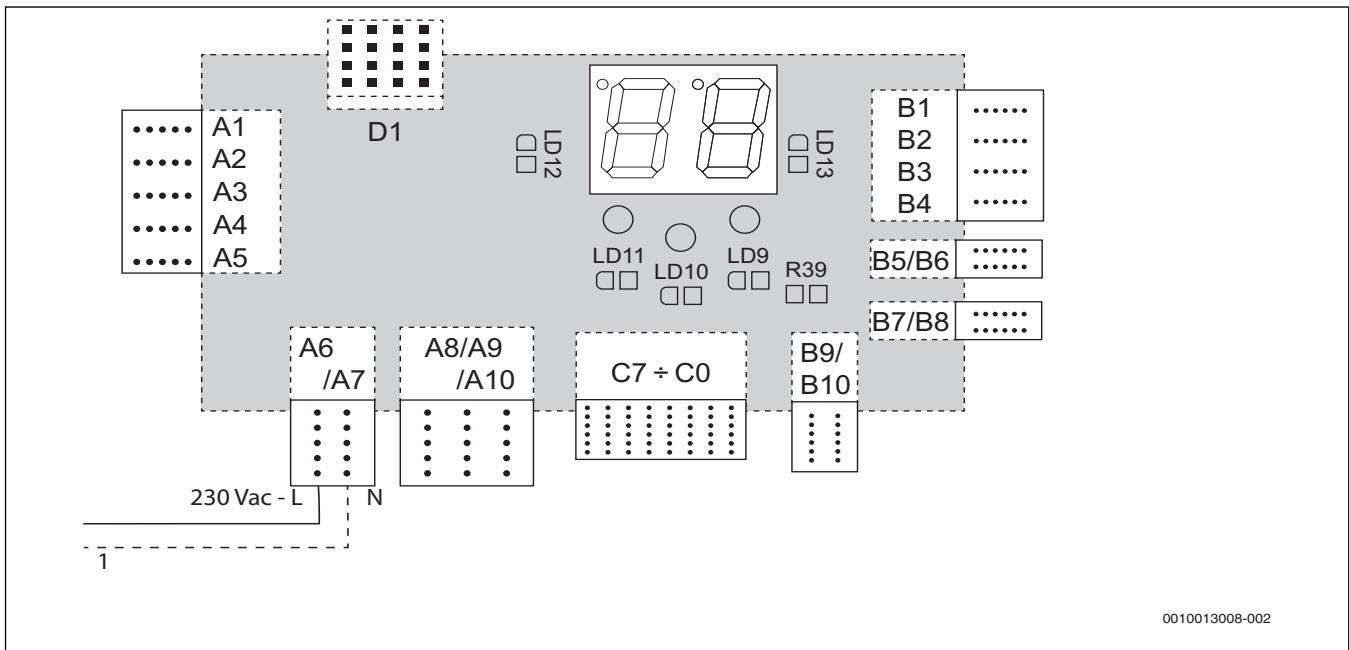 D1
A1
A2
A3
A4
A5
LD12
LD13
B1
B2
B3
B4
LD11
LD10
LD9
R39
B5/B6
B7/B8
A6
/A7
A8/A9
/A10
C7 ÷ C0
B9/
B10
230 Vac - L
N
1
0010013008-002